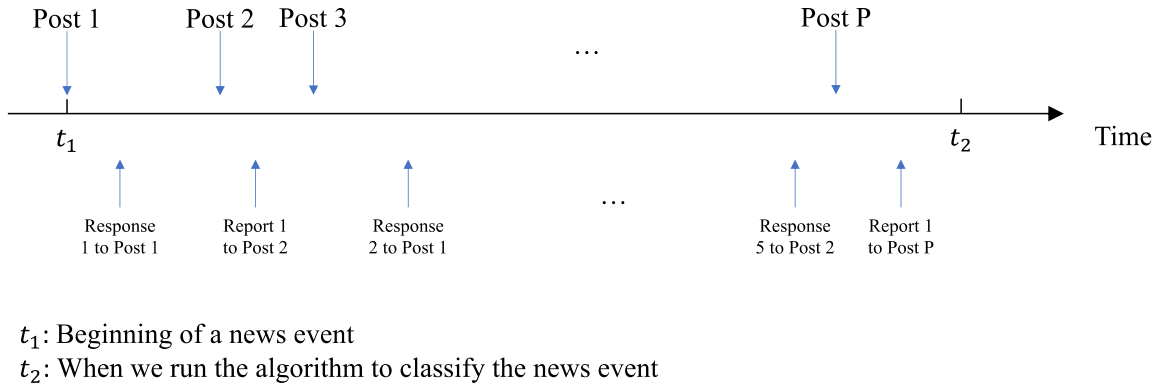 Post 1
Post 2
Post 3
...
Post P
t₁
t₂
Time
Response
1 to Post 1
Report 1
to Post 2
Response
2 to Post 1
...
Response
5 to Post 2
Report 1
to Post P
t₁: Beginning of a news event
t₂: When we run the algorithm to classify the news event